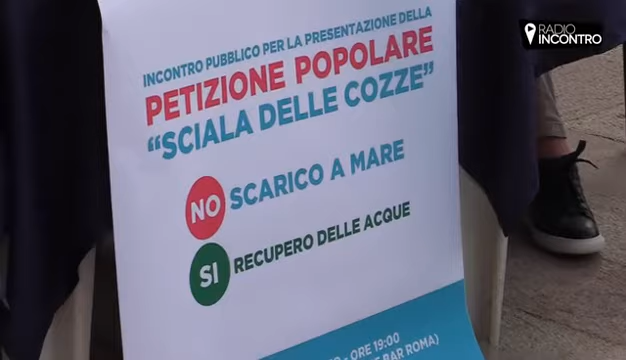 RADIO
INCONTRO
INCONTRO PUBBLICO PER LA PRESENTAZIONE DELLA
PETIZIONE POPOLARE
“SCIALA DELLE COZZE”
NO SCARICO A MARE
SI RECUPERO DELLE ACQUE
- ORE 19:00
BAR ROMA)